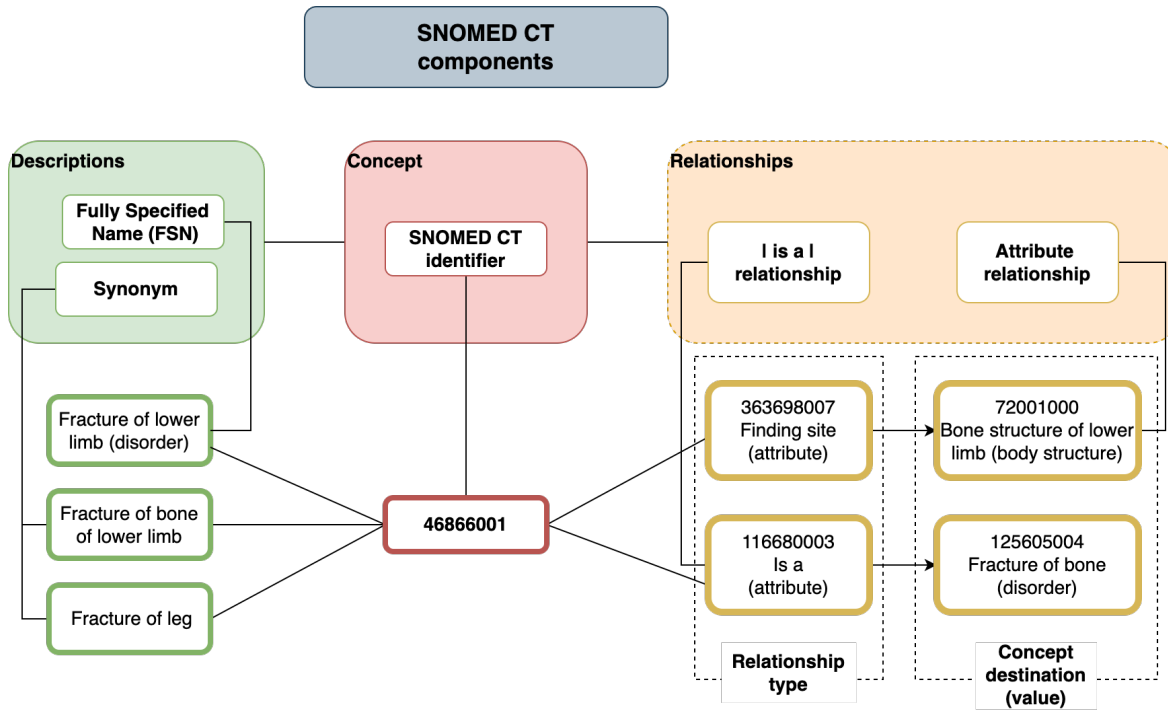 SNOMED CT
components
Descriptions
Fully Specified
Name (FSN)
Synonym
Concept
SNOMED CT
identifier
Relationships
I is a I
relationship
Attribute
relationship
Fracture of lower
limb (disorder)
Fracture of bone
of lower limb
Fracture of leg
46866001
363698007
Finding site
(attribute)
72001000
Bone structure of lower
limb (body structure)
116680003
Is a
(attribute)
125605004
Fracture of bone
(disorder)
Relationship
type
Concept
destination
(value)